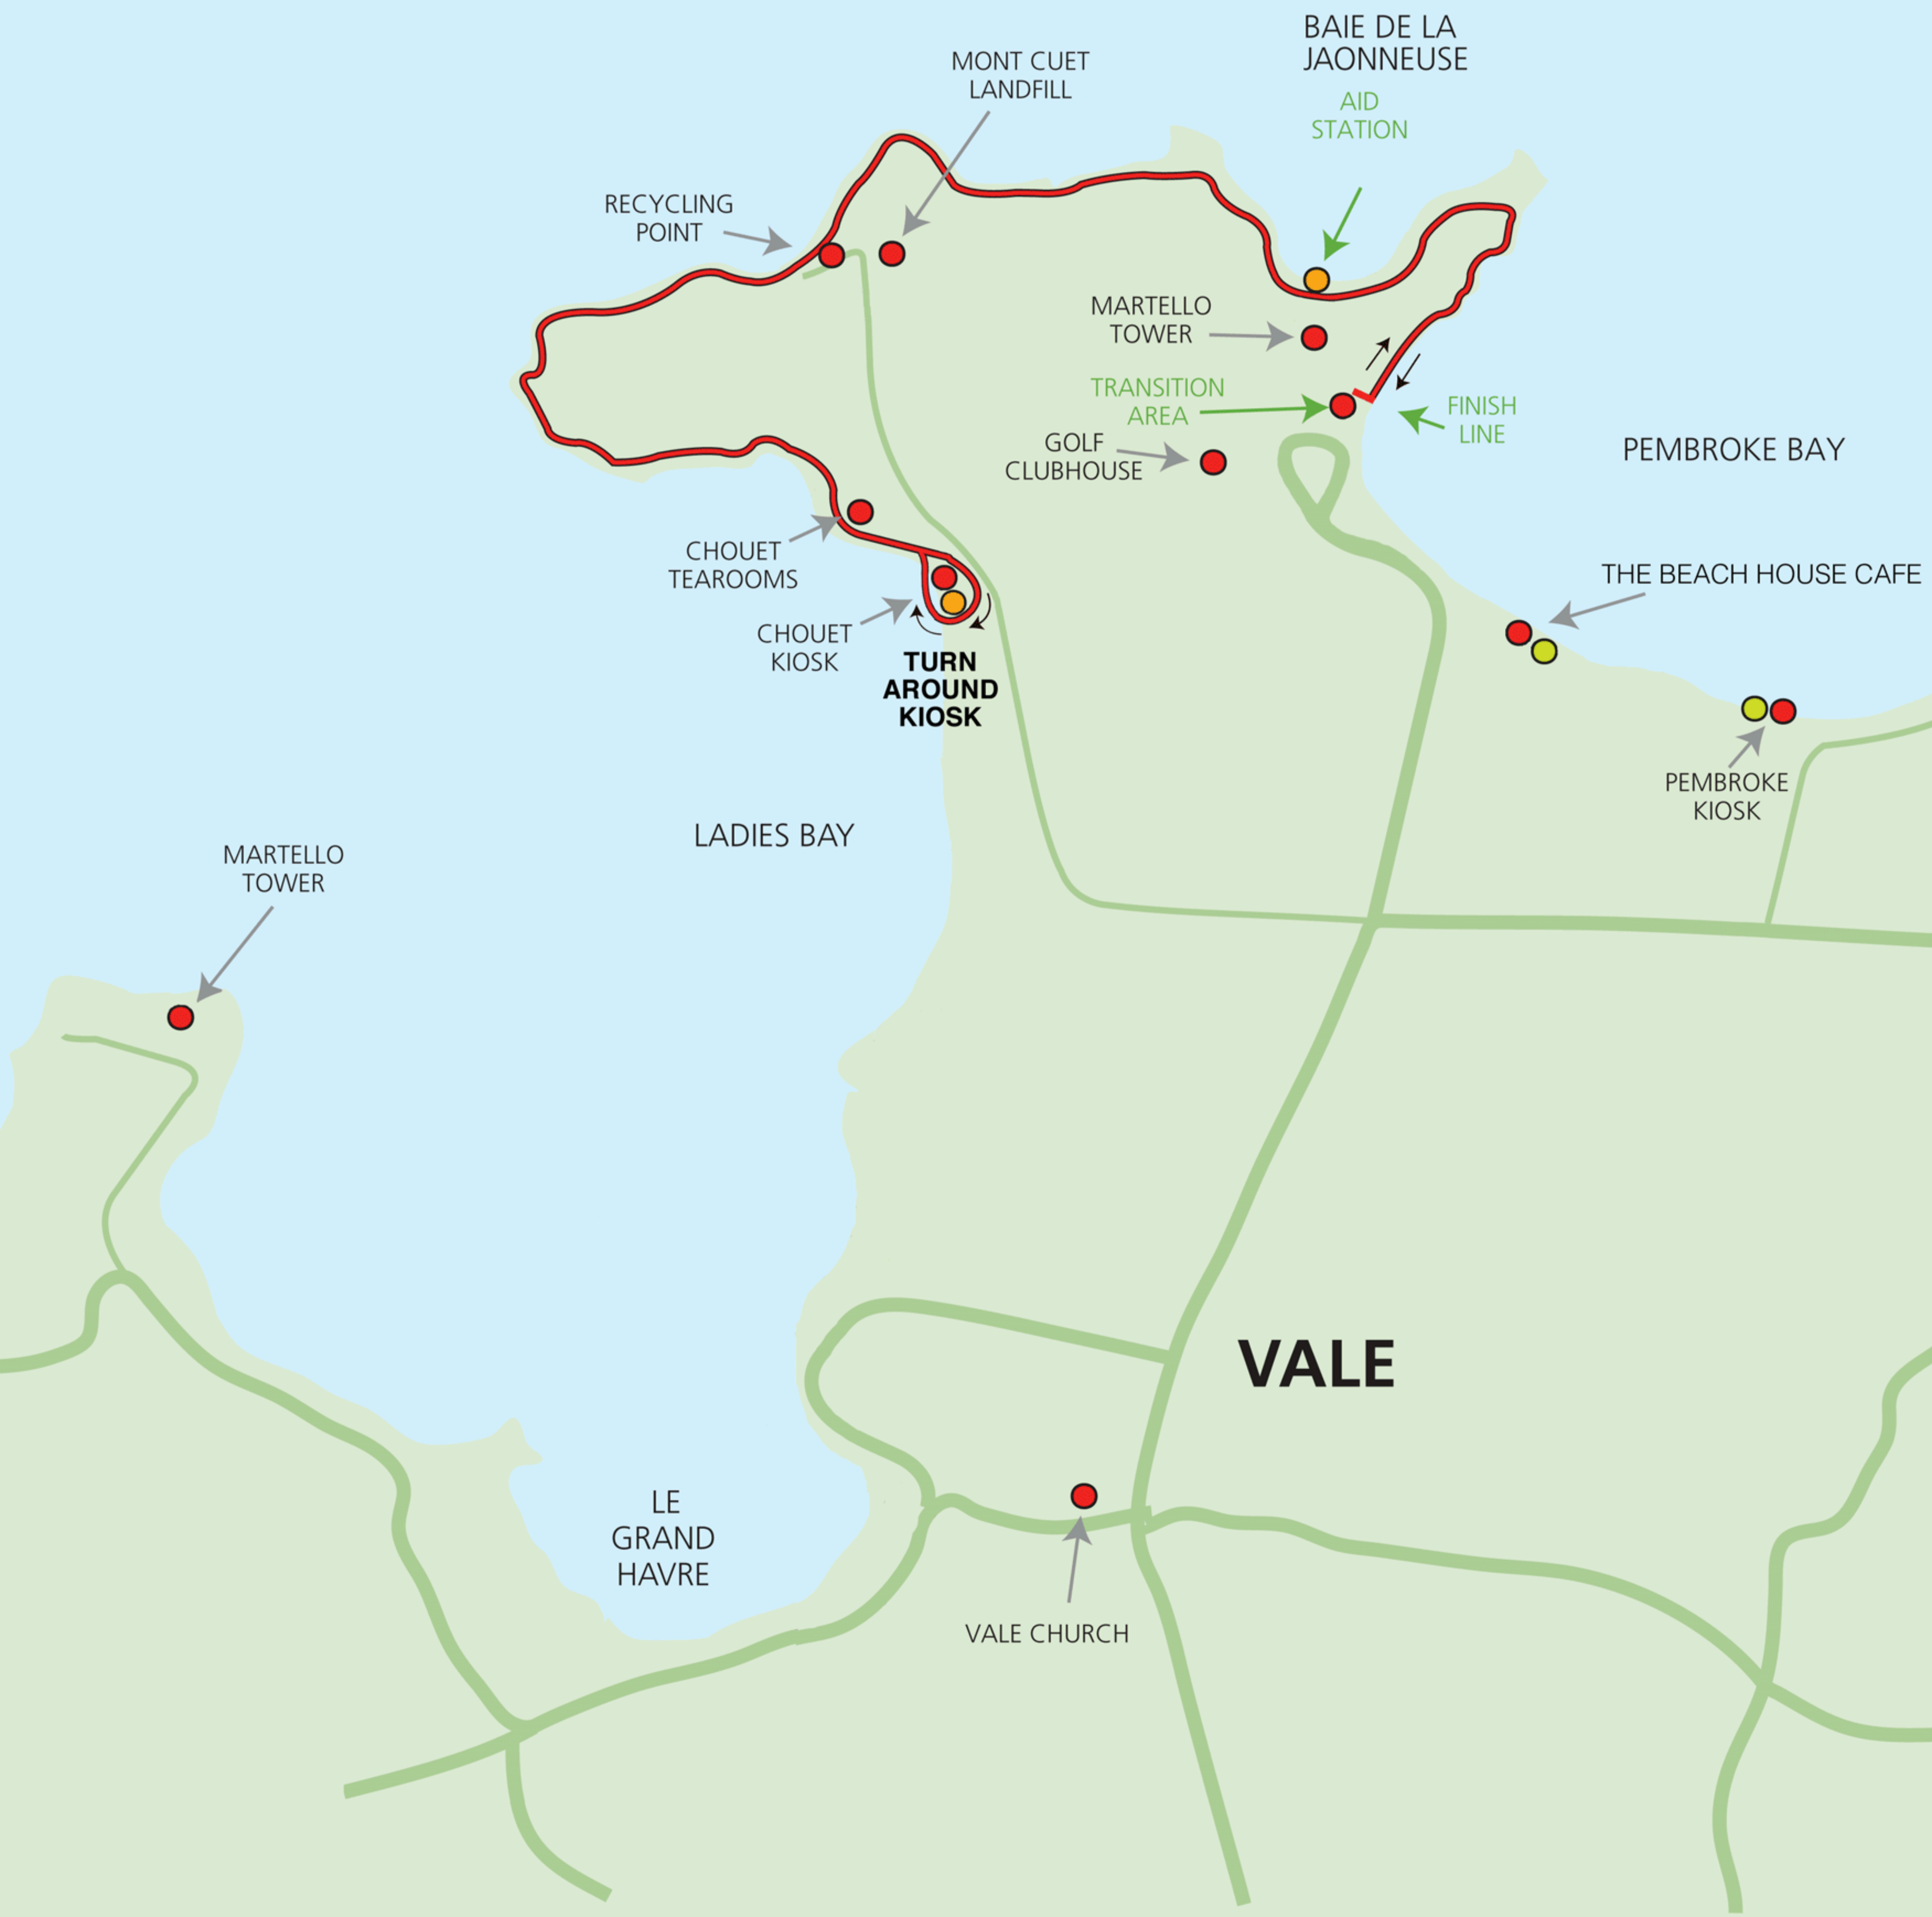 BAIE DE LA
JAONNEUSE
AID
STATION
MONT CUET
LANDFILL
RECYCLING
POINT
MARTELLO
TOWER
TRANSITION
AREA
FINISH
LINE
GOLF
CLUBHOUSE
PEMBROKE BAY
CHOUET
TEAROOMS
THE BEACH HOUSE CAFE
CHOUET
KIOSK
TURN
AROUND
KIOSK
PEMBROKE
KIOSK
LADIES BAY
MARTELLO
TOWER
VALE
LE
GRAND
HAVRE
VALE CHURCH